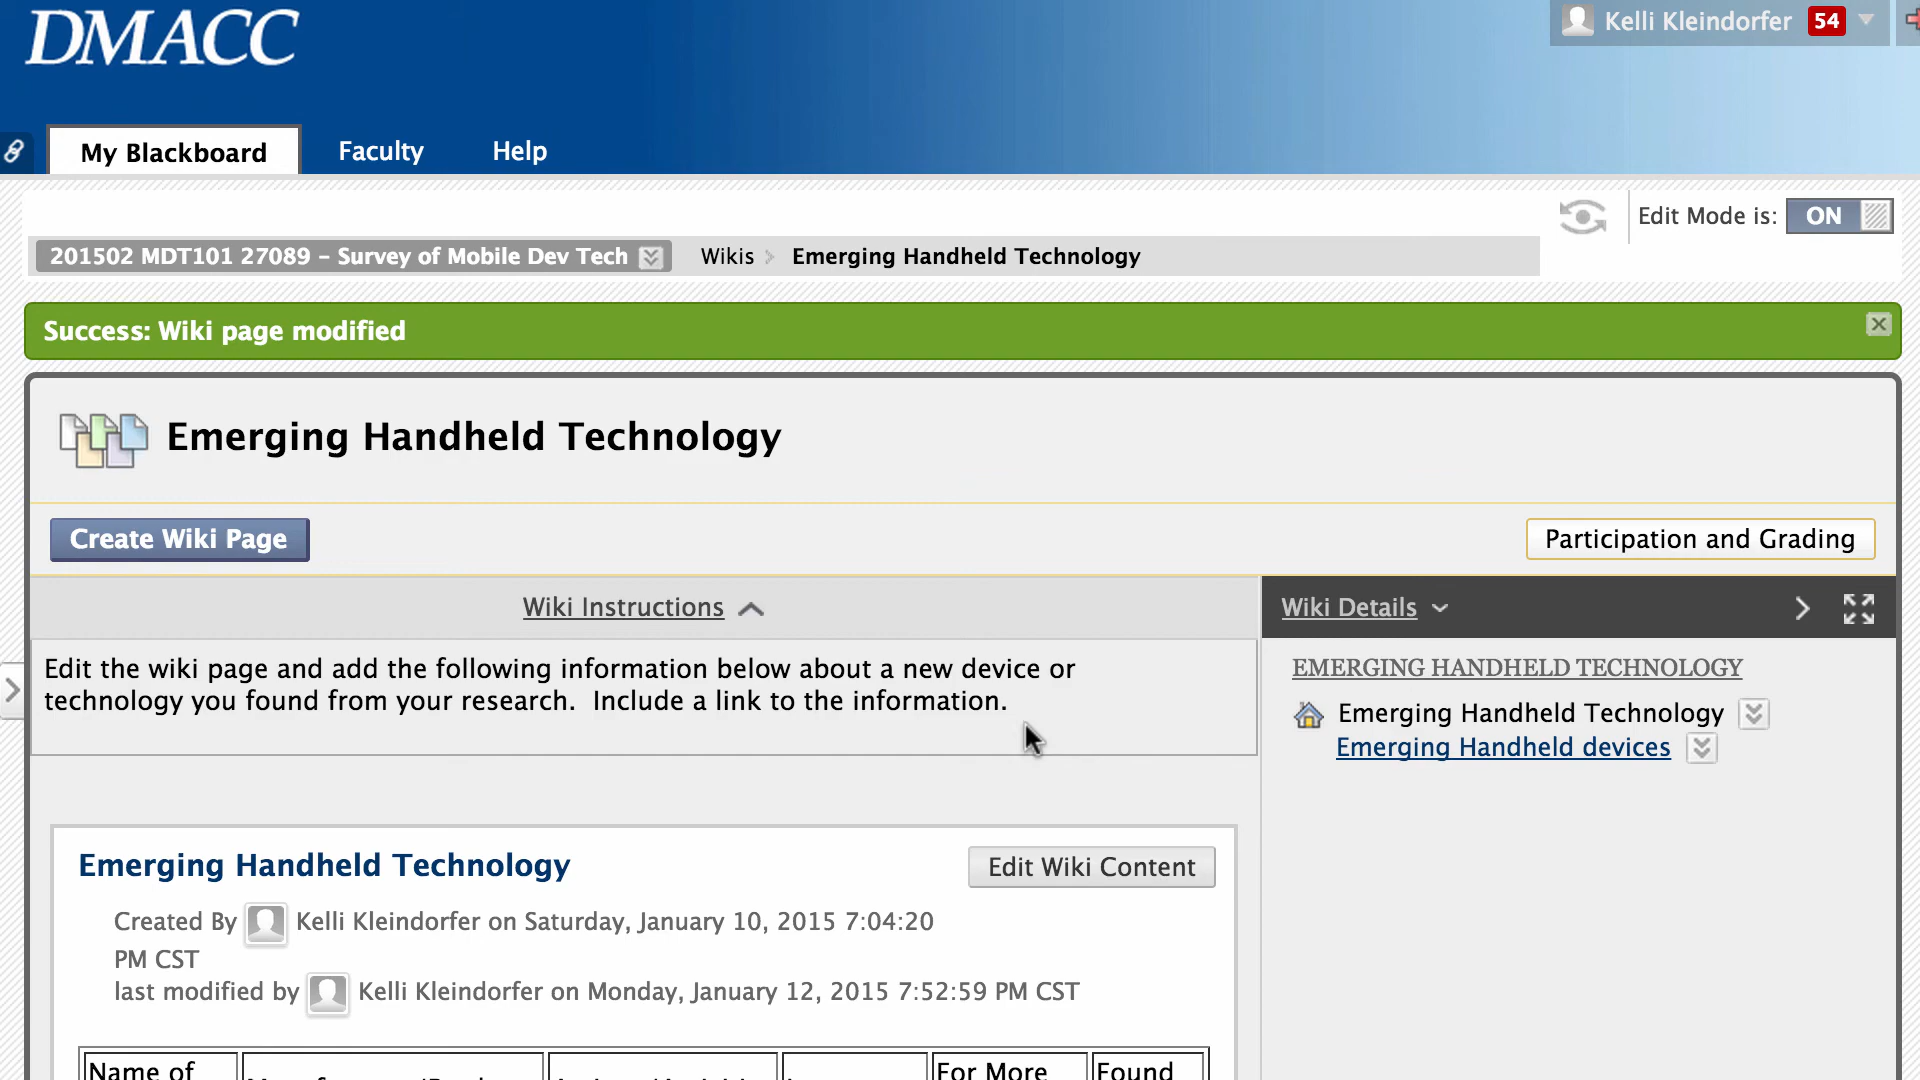 DMACC
Kelli Kleindorfer 54
My Blackboard Faculty Help
Edit Mode is: ON
201502 MDT101 27089 – Survey of Mobile Dev Tech Wikis Emerging Handheld Technology
Success: Wiki page modified
Emerging Handheld Technology
Create Wiki Page Participation and Grading
Wiki Instructions
Wiki Details
Edit the wiki page and add the following information below about a new device or
technology you found from your research.  Include a link to the information.
EMERGING HANDHELD TECHNOLOGY
Emerging Handheld Technology
Emerging Handheld devices
Emerging Handheld Technology Edit Wiki Content
Created By Kelli Kleindorfer on Saturday, January 10, 2015 7:04:20
PM CST
last modified by Kelli Kleindorfer on Monday, January 12, 2015 7:52:59 PM CST
Name of For More Found